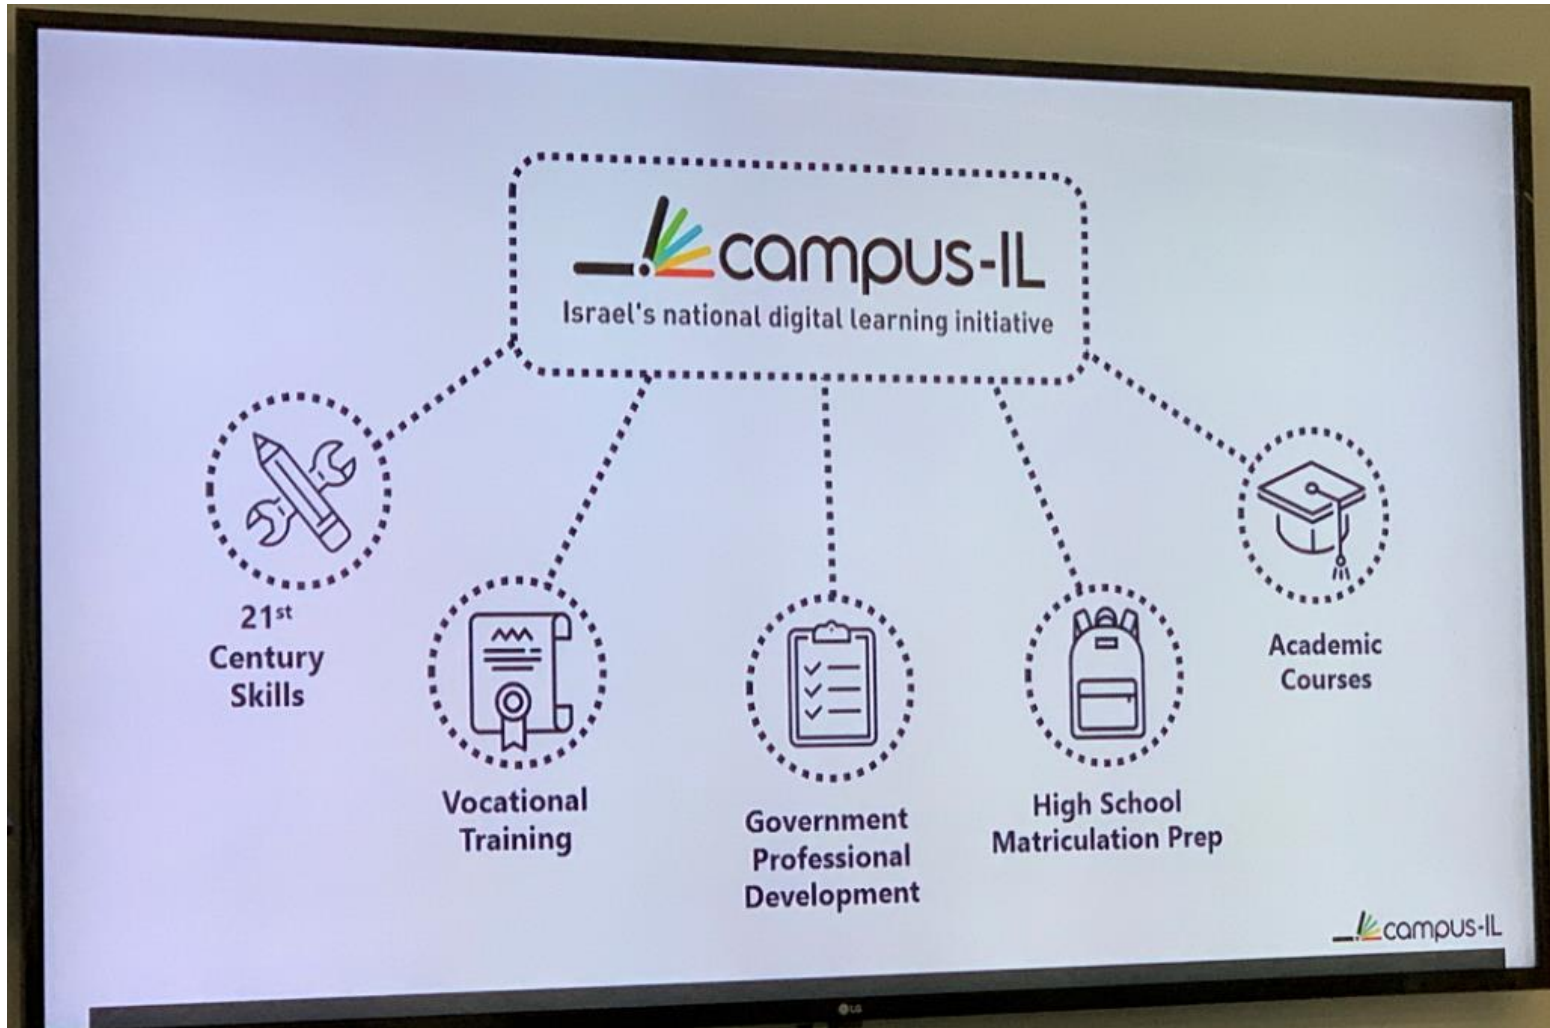 campus-IL
Israel's national digital learning initiative
21st
Century
Skills
Vocational
Training
Government
Professional
Development
High School
Matriculation Prep
Academic
Courses
campus-IL
LG